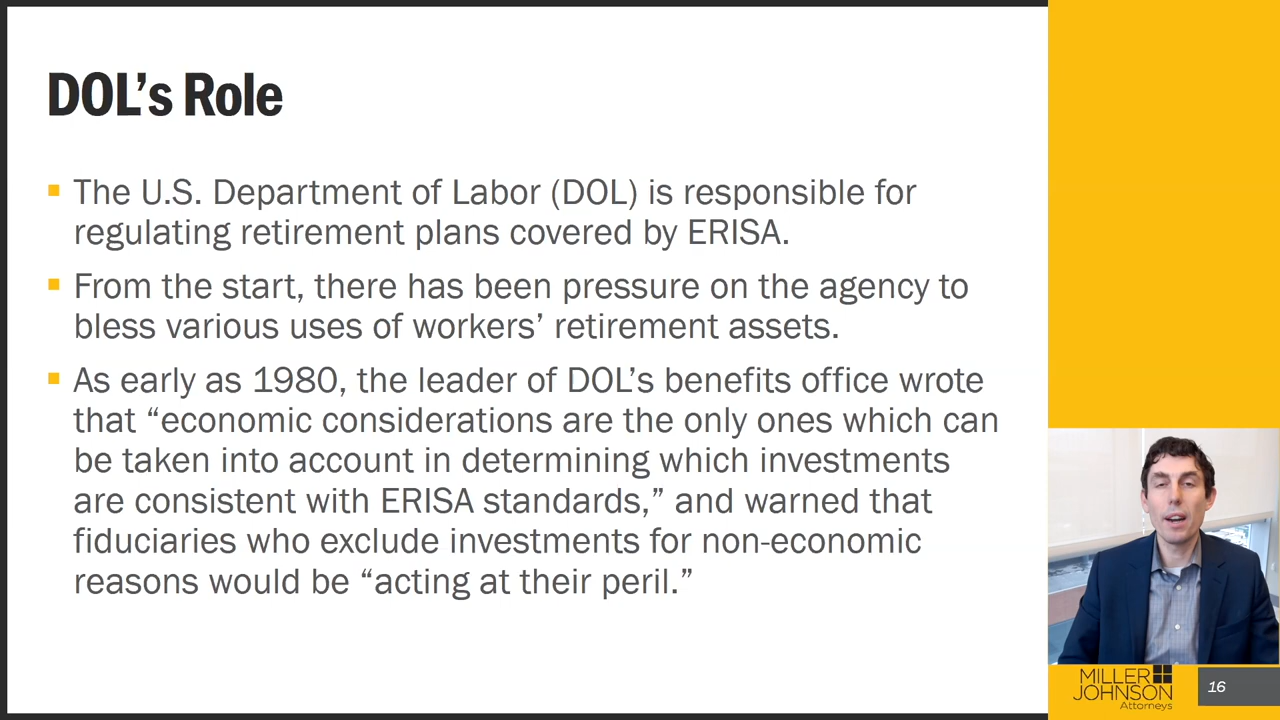 DOL’s Role
The U.S. Department of Labor (DOL) is responsible for
regulating retirement plans covered by ERISA.
From the start, there has been pressure on the agency to
bless various uses of workers’ retirement assets.
As early as 1980, the leader of DOL’s benefits office wrote
that “economic considerations are the only ones which can
be taken into account in determining which investments
are consistent with ERISA standards,” and warned that
fiduciaries who exclude investments for non-economic
reasons would be “acting at their peril.”
MILLER
JOHNSON
Attorneys
16